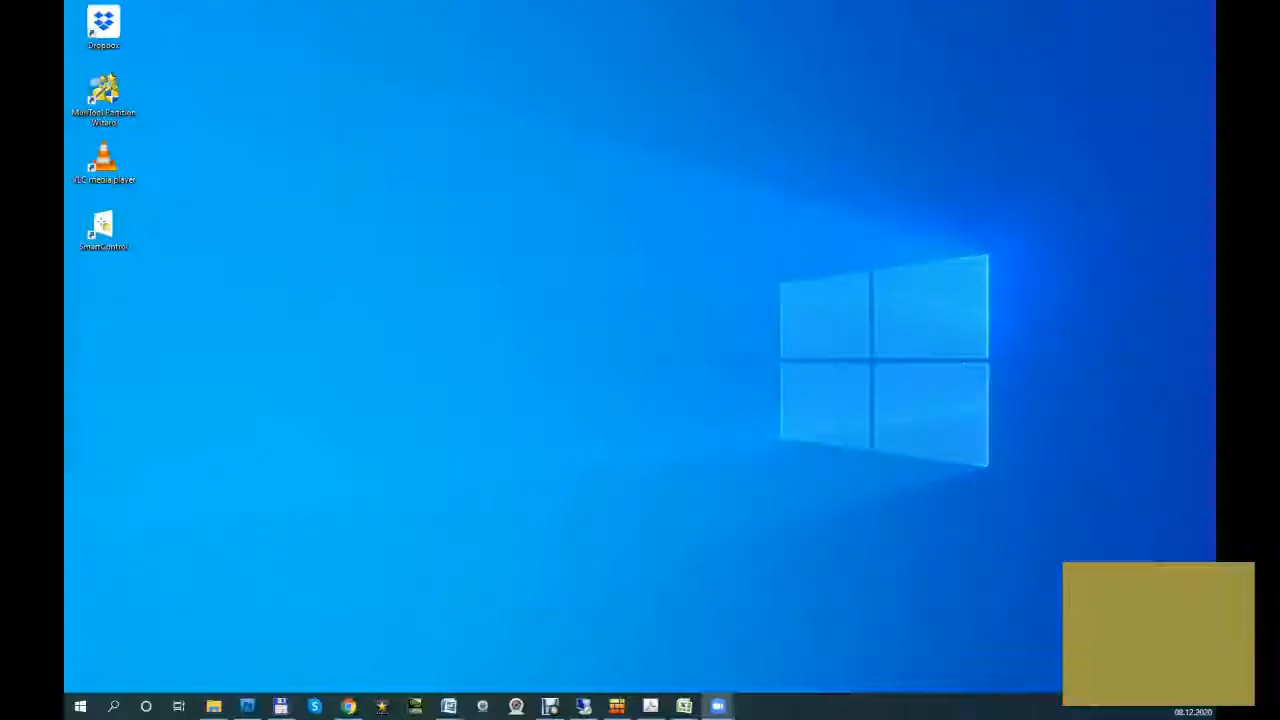 Dropbox
MiniTool Partition
Wizard
VLC media player
SmartControl
08.12.2020